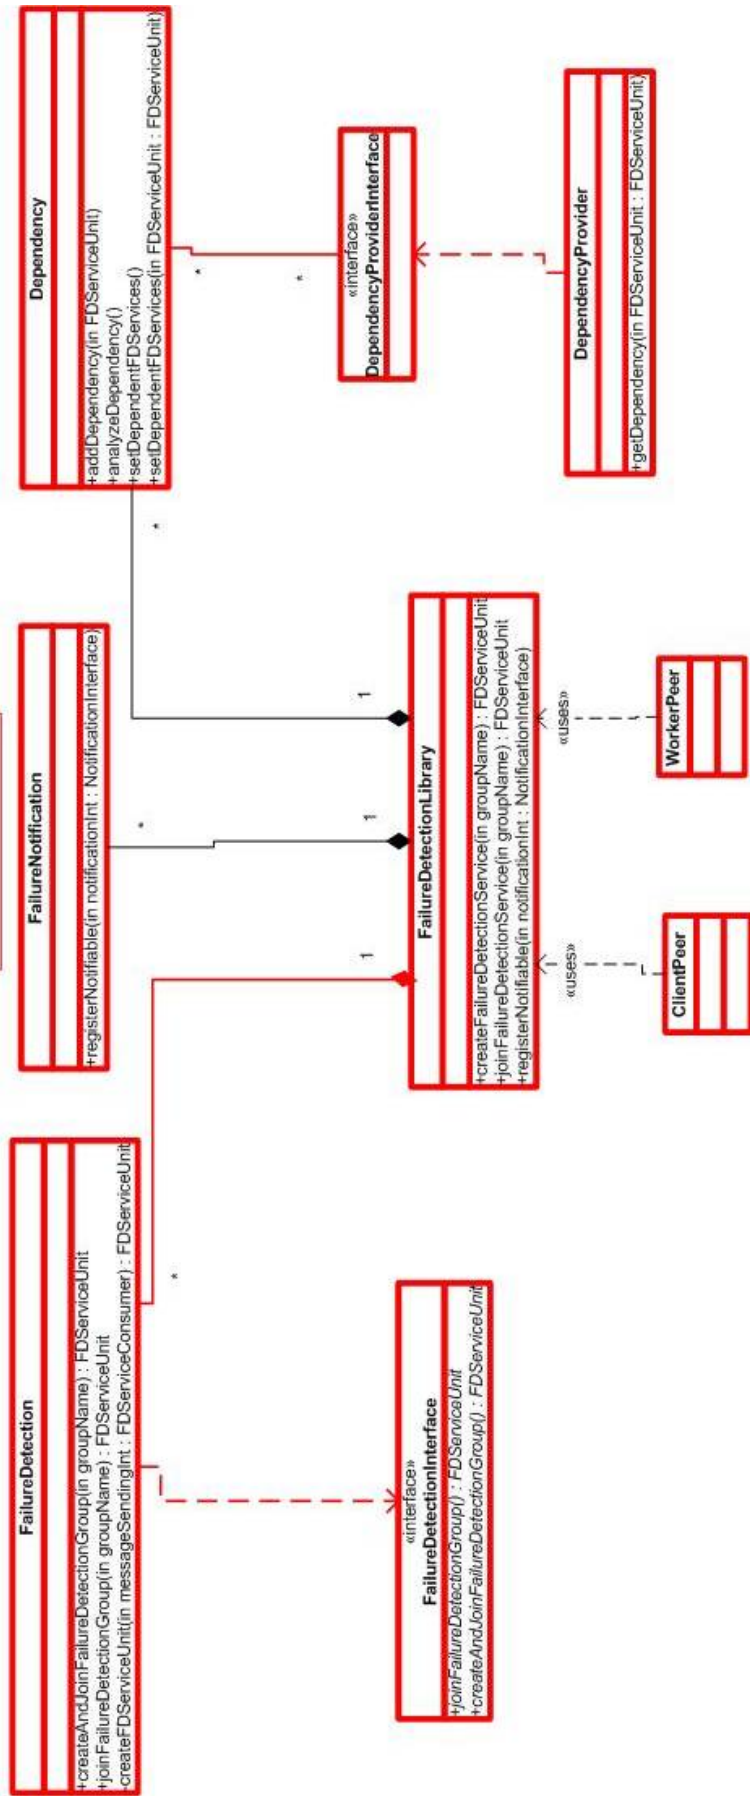 FailureDetection
+createAndJoinFailureDetectionGroup(in groupName) : FDServiceUnit
+joinFailureDetectionGroup(in groupName) : FDServiceUnit
-createFDServiceUnit(in messageSendingInt : FDServiceConsumer) : FDServiceUnit
FailureNotification
+registerNotifiable(in notificationInt : NotificationInterface)
Dependency
+addDependency(in FDServiceUnit)
+analyzeDependency()
+setDependentFDServices()
+setDependentFDServices(in FDServiceUnit : FDServiceUnit)
*
*
*
*
*
1
1
1
«interface»
FailureDetectionInterface
+joinFailureDetectionGroup() : FDServiceUnit
+createAndJoinFailureDetectionGroup() : FDServiceUnit
FailureDetectionLibrary
+createFailureDetectionService(in groupName) : FDServiceUnit
+joinFailureDetectionService(in groupName) : FDServiceUnit
+registerNotifiable(in notificationInt : NotificationInterface)
«interface»
DependencyProviderInterface
«uses»
«uses»
ClientPeer
WorkerPeer
DependencyProvider
+getDependency(in FDServiceUnit : FDServiceUnit)